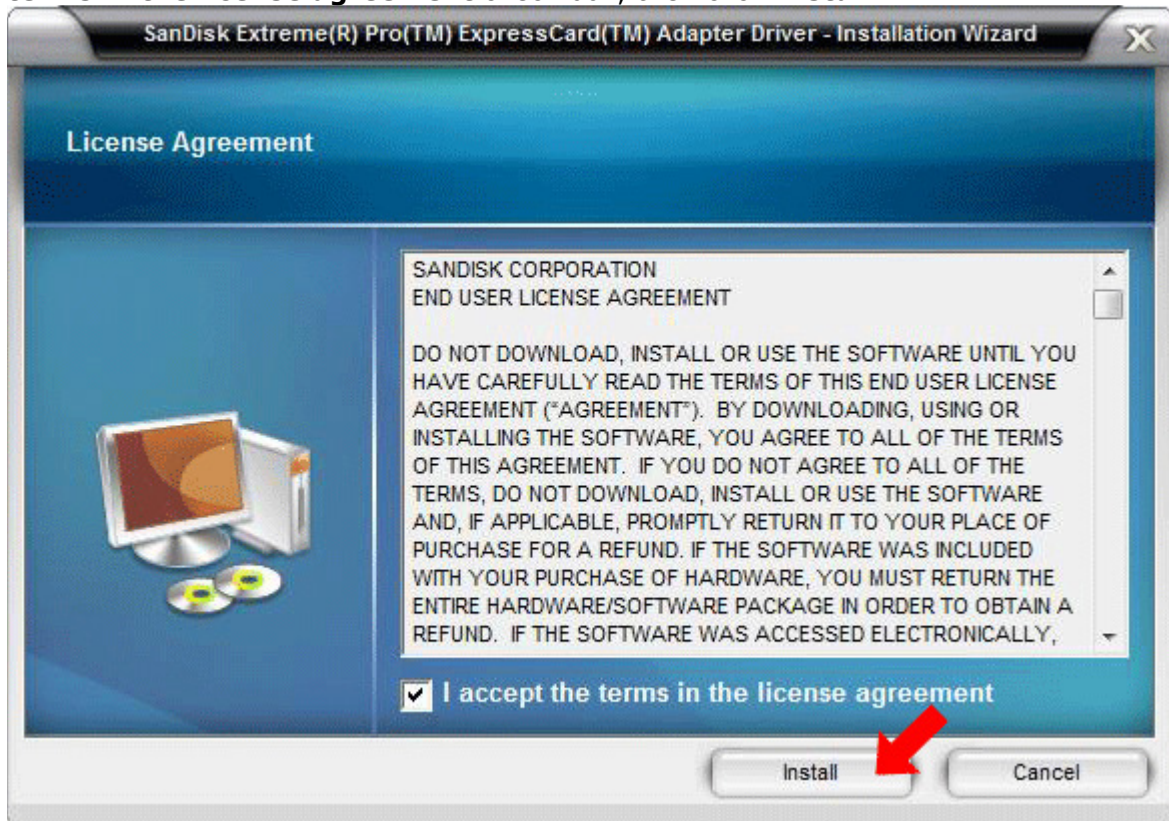 SanDisk Extreme(R) Pro(TM) ExpressCard(TM) Adapter Driver - Installation Wizard
License Agreement
SANDISK CORPORATION
END USER LICENSE AGREEMENT
DO NOT DOWNLOAD, INSTALL OR USE THE SOFTWARE UNTIL YOU
HAVE CAREFULLY READ THE TERMS OF THIS END USER LICENSE
AGREEMENT (“AGREEMENT”).  BY DOWNLOADING, USING OR
INSTALLING THE SOFTWARE, YOU AGREE TO ALL OF THE TERMS
OF THIS AGREEMENT.  IF YOU DO NOT AGREE TO ALL OF THE
TERMS, DO NOT DOWNLOAD, INSTALL OR USE THE SOFTWARE
AND, IF APPLICABLE, PROMPTLY RETURN IT TO YOUR PLACE OF
PURCHASE FOR A REFUND. IF THE SOFTWARE WAS INCLUDED
WITH YOUR PURCHASE OF HARDWARE, YOU MUST RETURN THE
ENTIRE HARDWARE/SOFTWARE PACKAGE IN ORDER TO OBTAIN A
REFUND.  IF THE SOFTWARE WAS ACCESSED ELECTRONICALLY,
I accept the terms in the license agreement
Install
Cancel